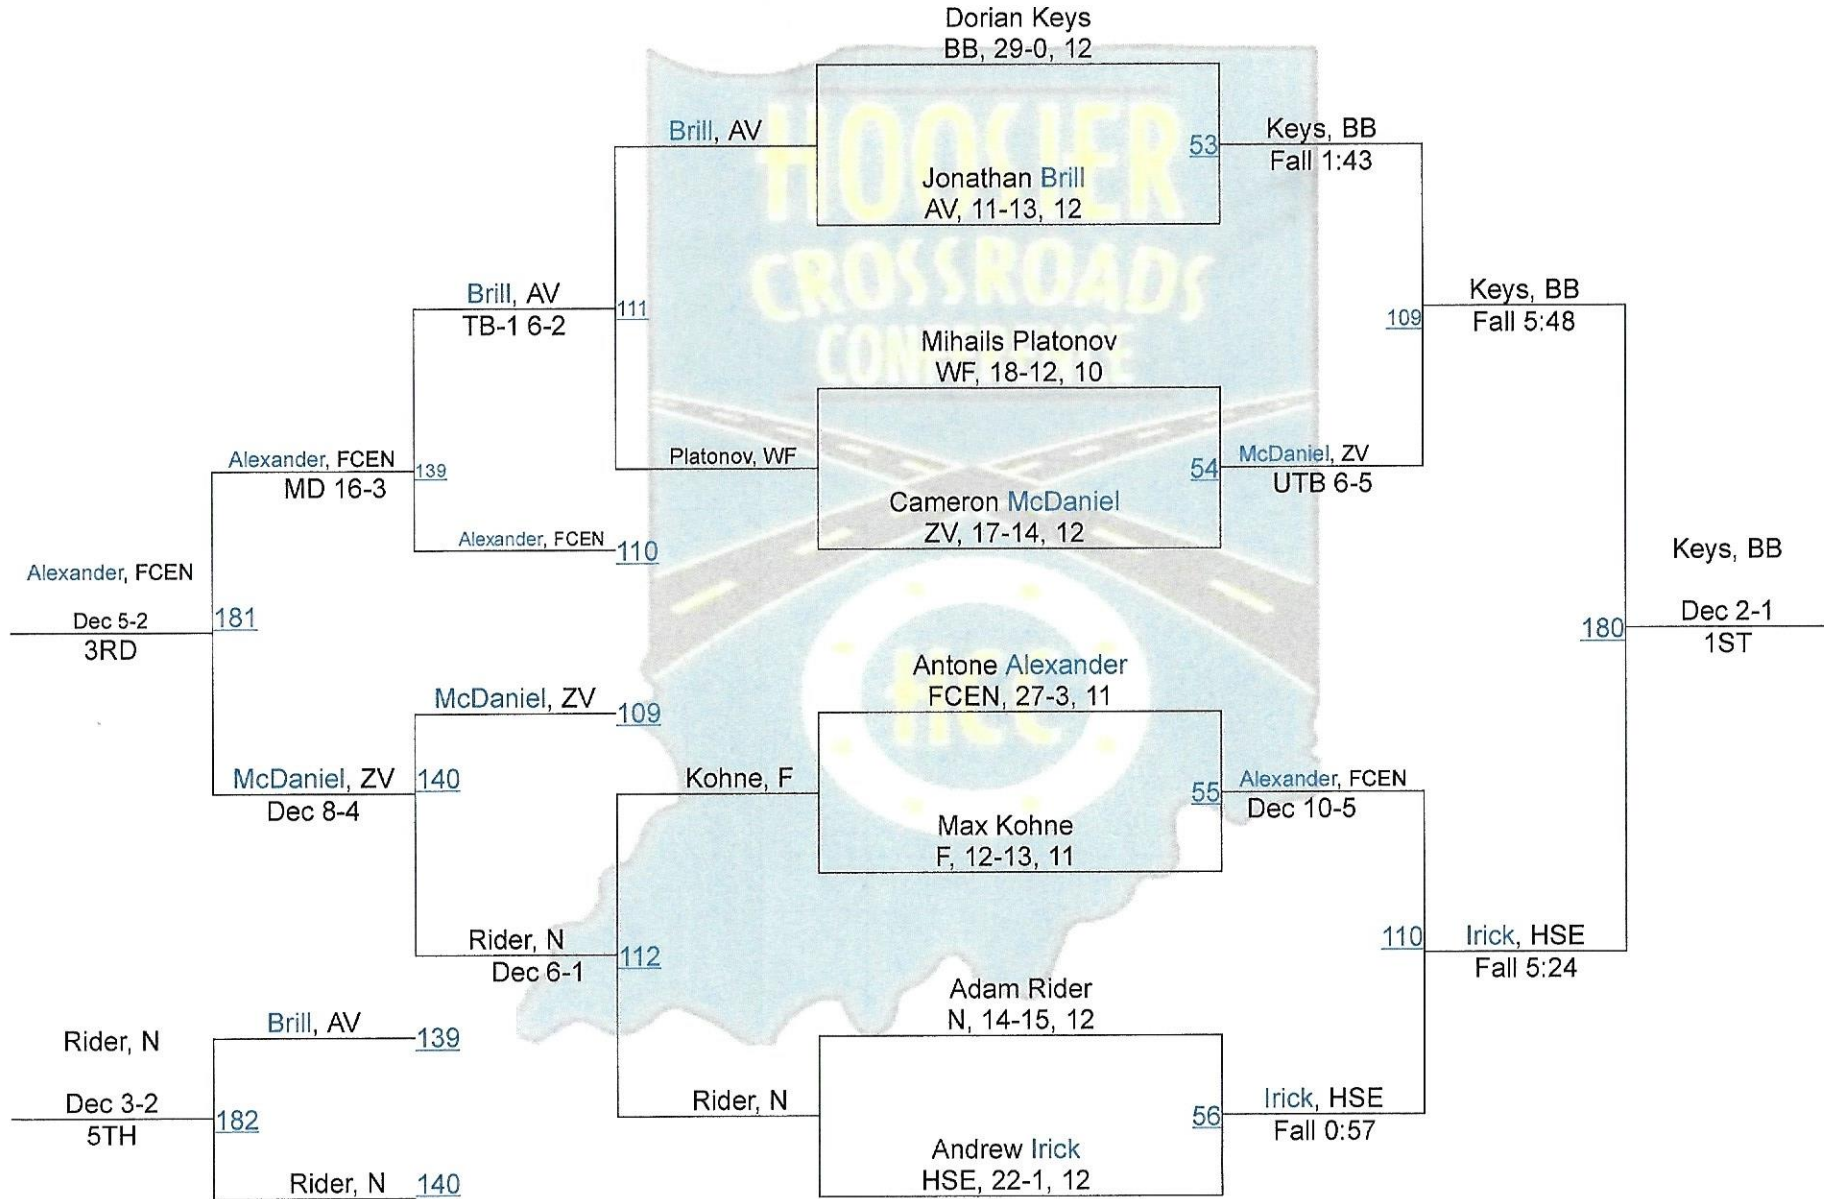 Dorian Keys
BB, 29-0, 12
Brill, AV
53
Keys, BB
Fall 1:43
Jonathan Brill
AV, 11-13, 12
Brill, AV
TB-1 6-2
111
109
Keys, BB
Fall 5:48
Mihails Platonov
WF, 18-12, 10
Alexander, FCEN
MD 16-3
139
Platonov, WF
54
McDaniel, ZV
UTB 6-5
Cameron McDaniel
ZV, 17-14, 12
Alexander, FCEN
110
Alexander, FCEN
Dec 5-2
3RD
181
180
Keys, BB
Dec 2-1
1ST
Antone Alexander
FCEN, 27-3, 11
McDaniel, ZV
109
McDaniel, ZV
Dec 8-4
140
Kohne, F
55
Alexander, FCEN
Dec 10-5
Max Kohne
F, 12-13, 11
Rider, N
Dec 6-1
112
110
Irick, HSE
Fall 5:24
Adam Rider
N, 14-15, 12
Rider, N
Dec 3-2
5TH
Brill, AV
139
182
Rider, N
140
Rider, N
56
Irick, HSE
Fall 0:57
Andrew Irick
HSE, 22-1, 12
HOOSIER
CROSSROADS
CONFERENCE
HCC